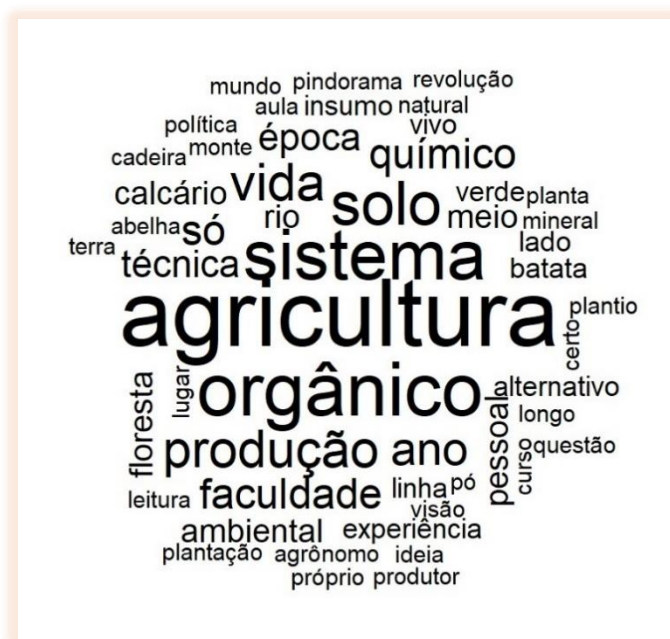 mundo pindorama revolução
aula insumo natural
política época vivo
cadeira monte químico
calcário vida solo verde planta
abelha só rio meio mineral
terra técnica sistema lado
batata
agricultura certo plantio
floresta lugar orgânico pessoal alternativo
longo
produção ano curso questão
leitura faculdade linha pó
visão
ambiental experiência
plantação agrônomo ideia
próprio produtor